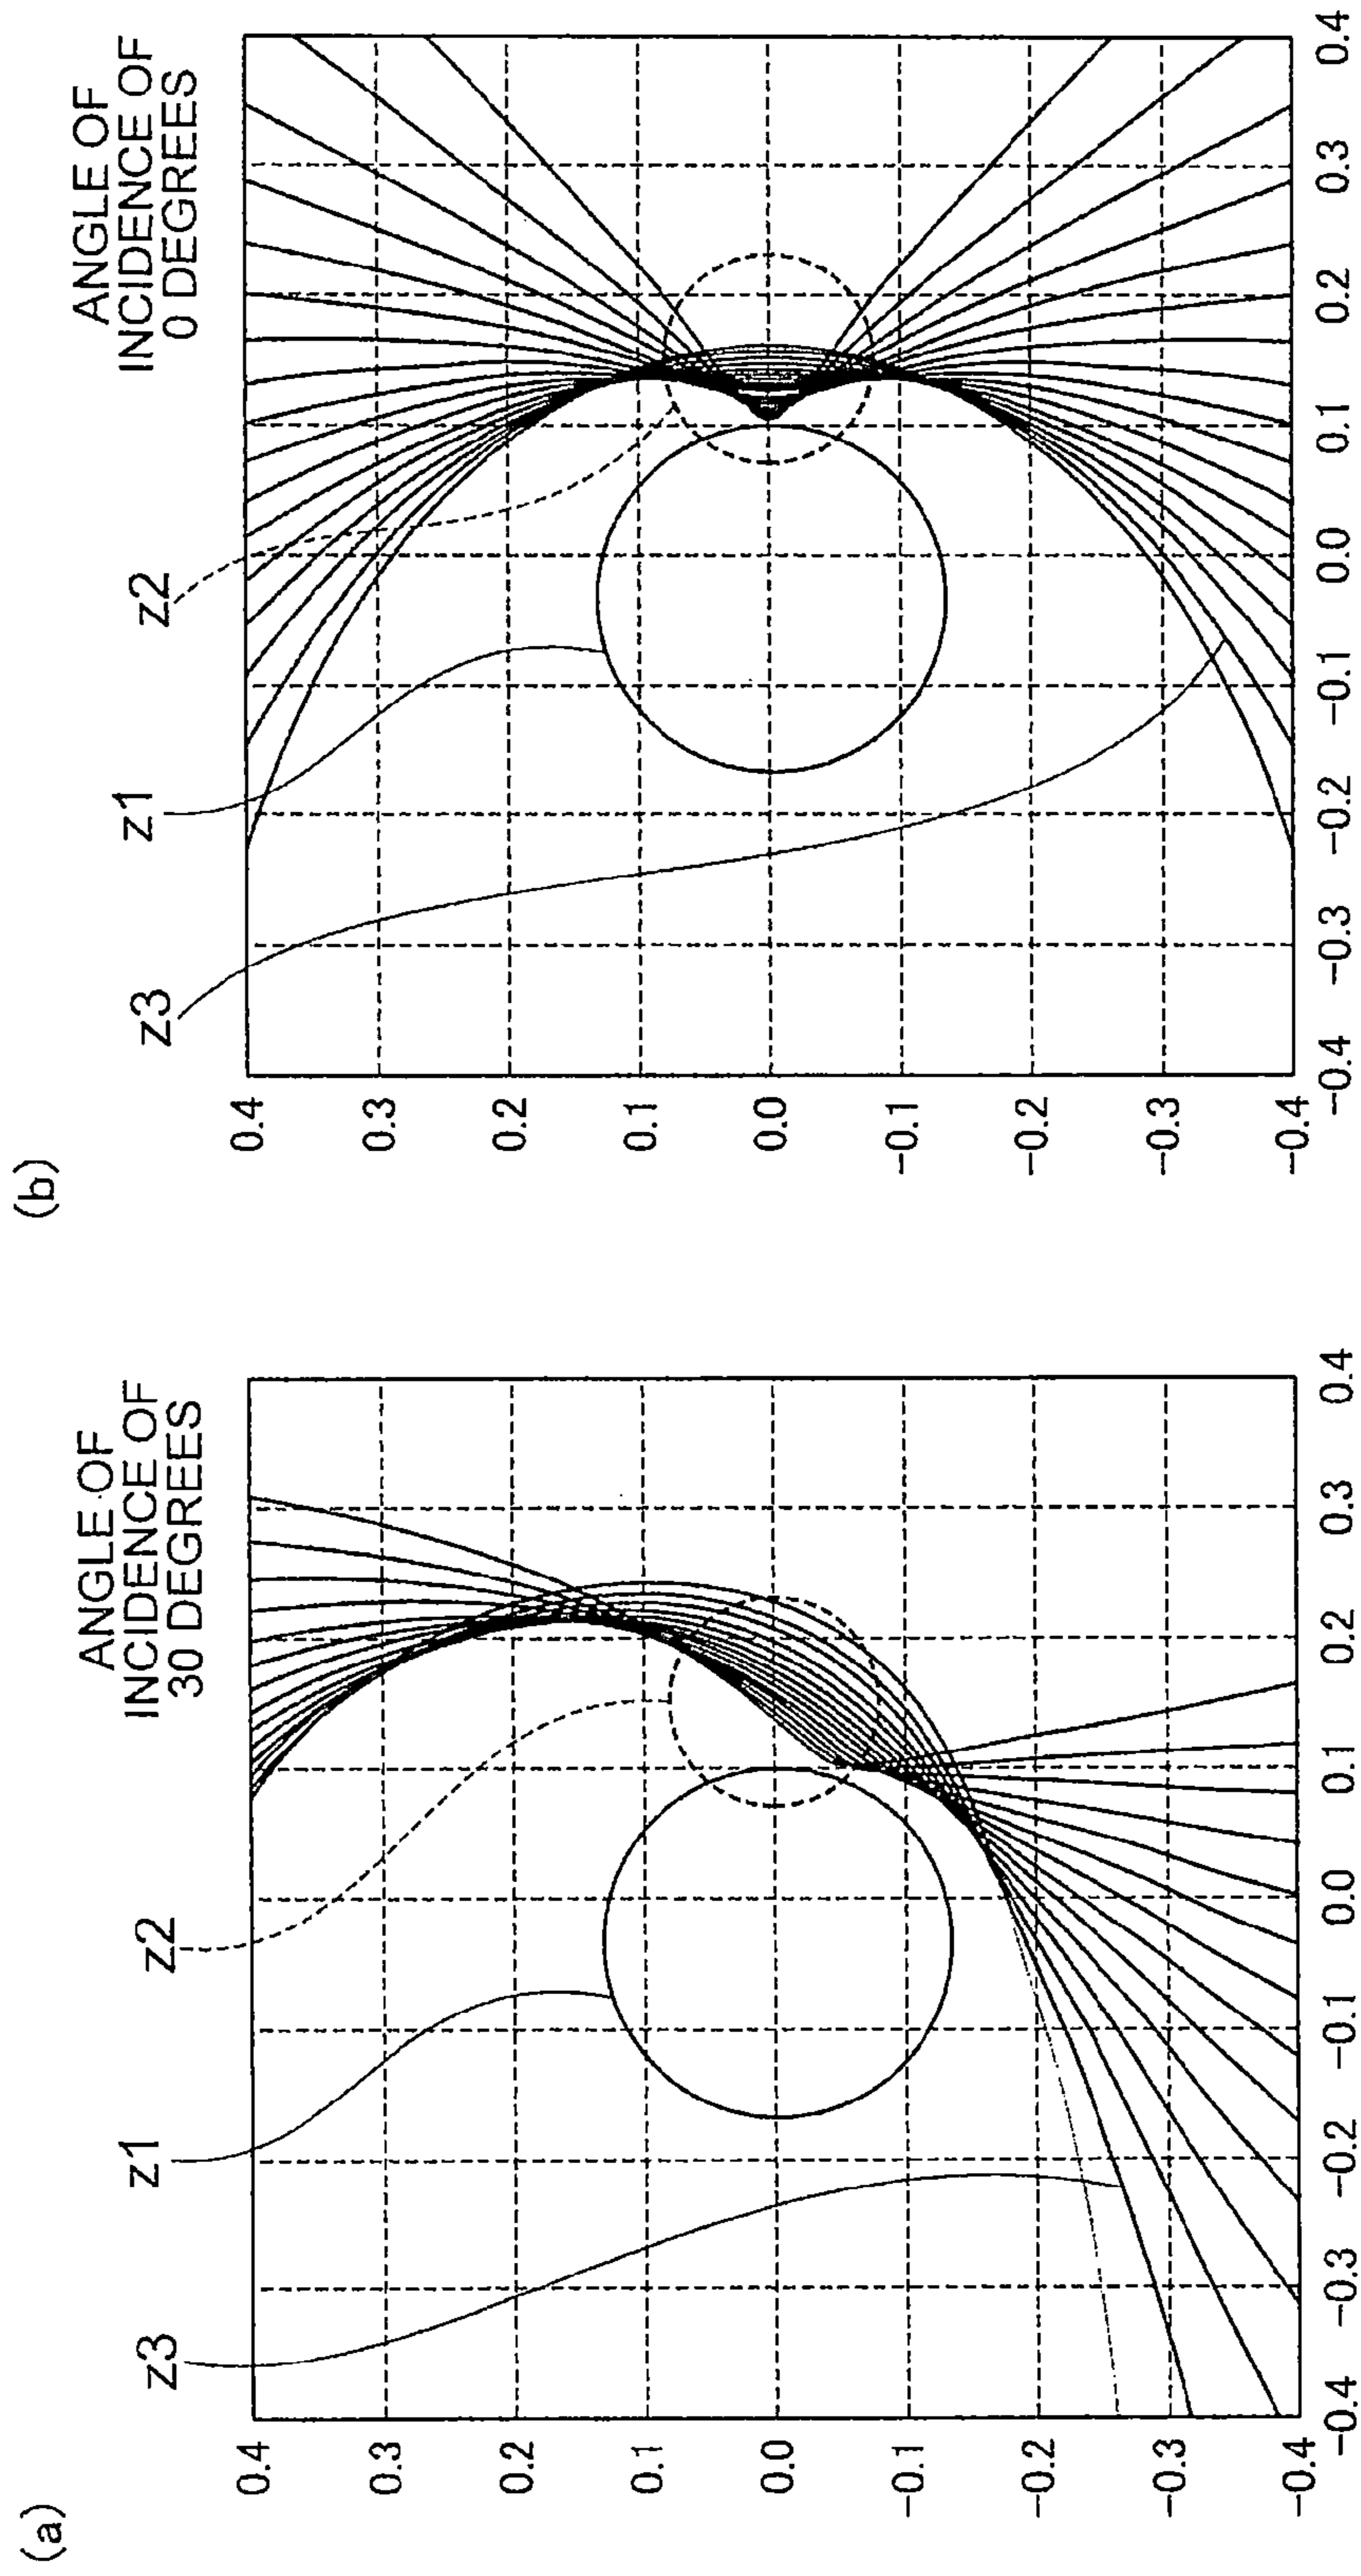 (a)
ANGLE OF
INCIDENCE OF
30 DEGREES
z3
z1
z2
0.4
0.3
0.2
0.1
0.0
−0.1
−0.2
−0.3
−0.4
−0.4 −0.3 −0.2 −0.1 0.0 0.1 0.2 0.3 0.4
(b)
ANGLE OF
INCIDENCE OF
0 DEGREES
z3
z1
z2
0.4
0.3
0.2
0.1
0.0
−0.1
−0.2
−0.3
−0.4
−0.4 −0.3 −0.2 −0.1 0.0 0.1 0.2 0.3 0.4